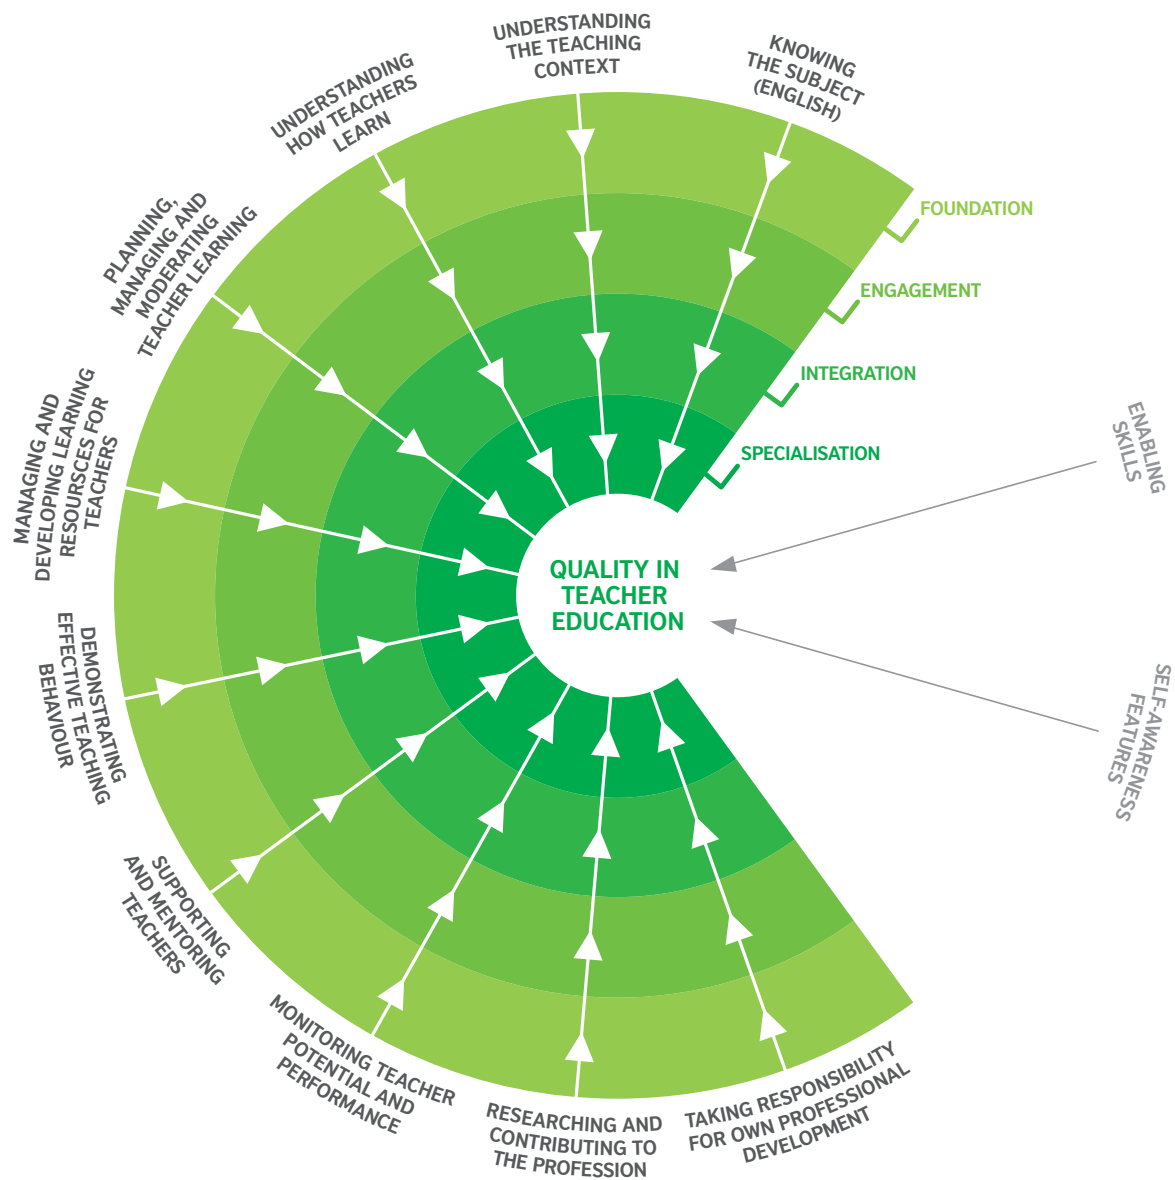 UNDERSTANDING
THE TEACHING
CONTEXT
KNOWING
THE SUBJECT
(ENGLISH)
UNDERSTANDING
HOW TEACHERS
LEARN
PLANNING,
MANAGING AND
MODERATING
TEACHER LEARNING
MANAGING AND
DEVELOPING LEARNING
RESOURSCES FOR
TEACHERS
DEMONSTRATING
EFFECTIVE TEACHING
BEHAVIOUR
SUPPORTING
AND MENTORING
TEACHERS
MONITORING TEACHER
POTENTIAL AND
PERFORMANCE
RESEARCHING AND
CONTRIBUTING TO
THE PROFESSION
TAKING RESPONSIBILITY
FOR OWN PROFESSIONAL
DEVELOPMENT
FOUNDATION
ENGAGEMENT
INTEGRATION
SPECIALISATION
QUALITY IN
TEACHER
EDUCATION
ENABLING
SKILLS
SELF-AWARENESS
FEATURES